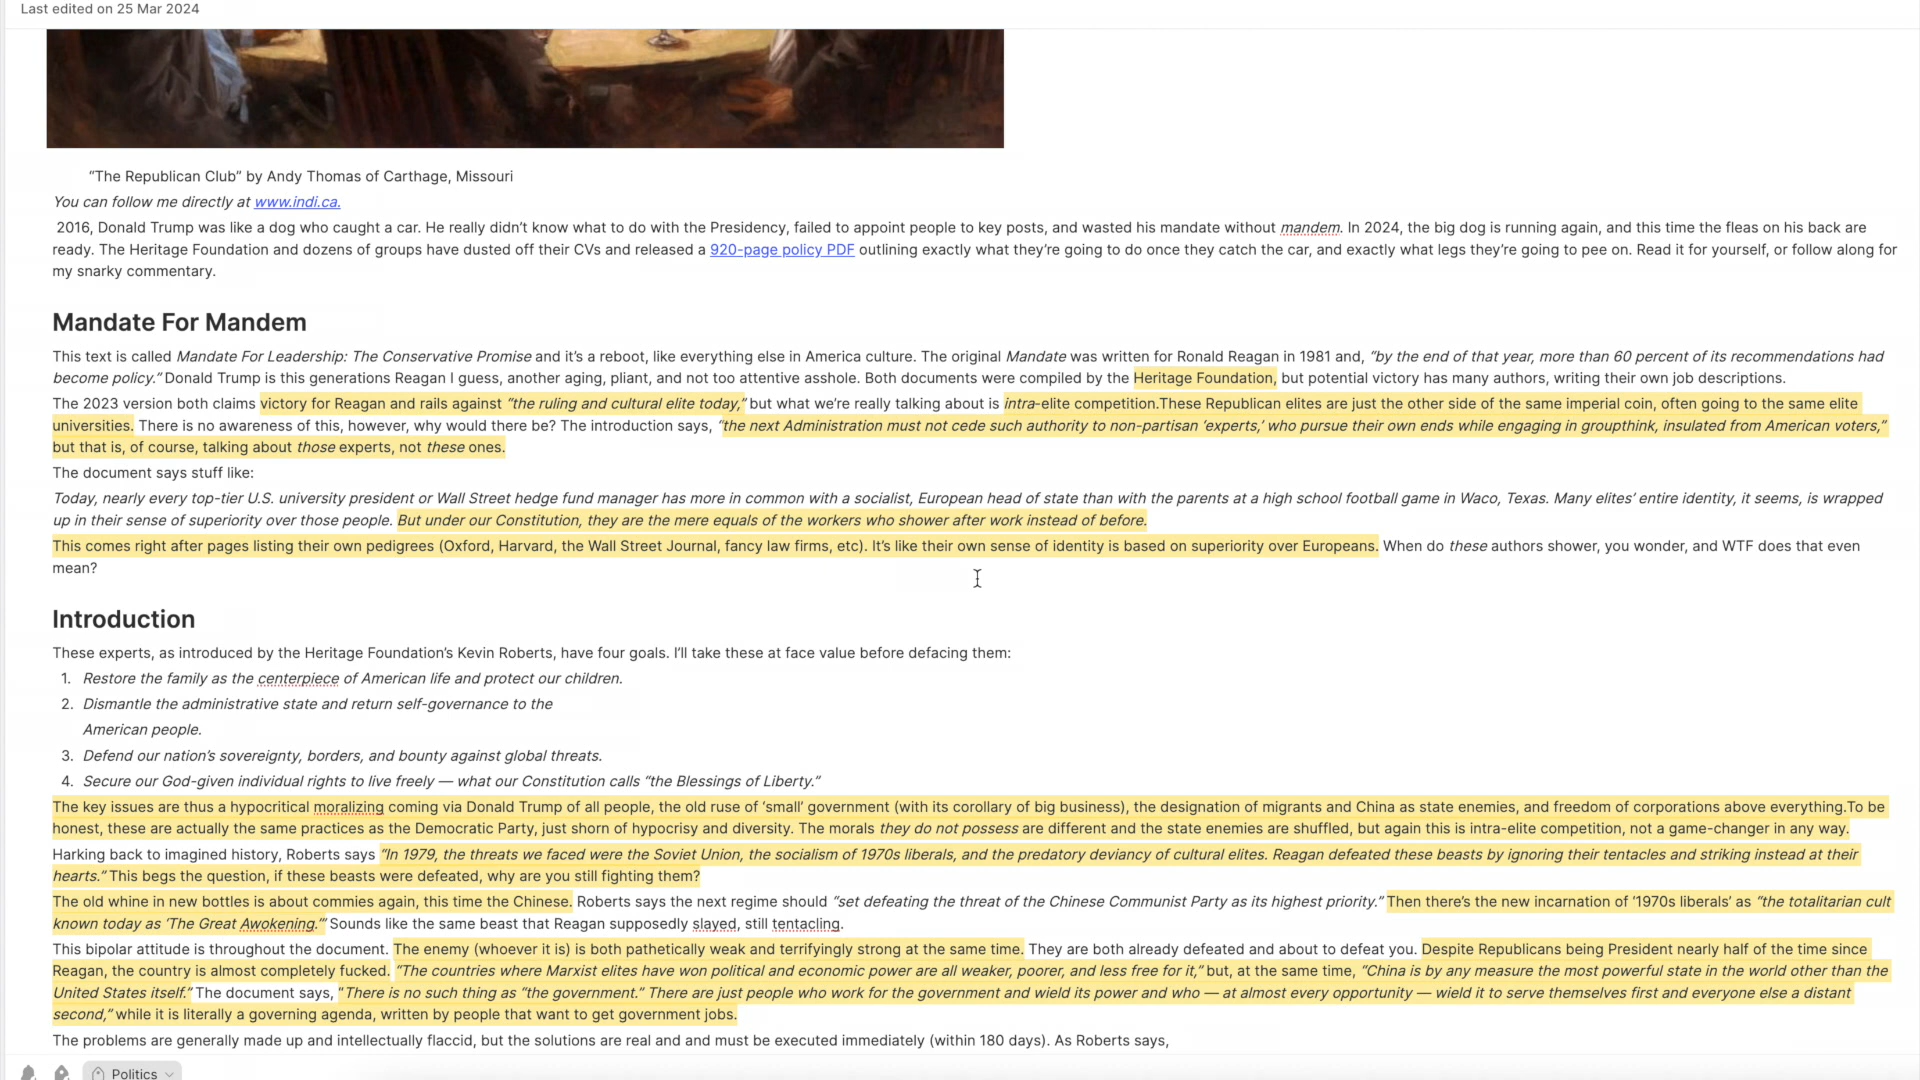 Last edited on 25 Mar 2024
“The Republican Club” by Andy Thomas of Carthage, Missouri
You can follow me directly at www.indi.ca.
2016, Donald Trump was like a dog who caught a car. He really didn’t know what to do with the Presidency, failed to appoint people to key posts, and wasted his mandate without mandem. In 2024, the big dog is running again, and this time the fleas on his back are
ready. The Heritage Foundation and dozens of groups have dusted off their CVs and released a 920-page policy PDF outlining exactly what they’re going to do once they catch the car, and exactly what legs they’re going to pee on. Read it for yourself, or follow along for
my snarky commentary.
Mandate For Mandem
This text is called Mandate For Leadership: The Conservative Promise and it’s a reboot, like everything else in America culture. The original Mandate was written for Ronald Reagan in 1981 and, “by the end of that year, more than 60 percent of its recommendations had
become policy.” Donald Trump is this generations Reagan I guess, another aging, pliant, and not too attentive asshole. Both documents were compiled by the Heritage Foundation, but potential victory has many authors, writing their own job descriptions.
The 2023 version both claims victory for Reagan and rails against “the ruling and cultural elite today,” but what we’re really talking about is intra-elite competition.These Republican elites are just the other side of the same imperial coin, often going to the same elite
universities. There is no awareness of this, however, why would there be? The introduction says, “the next Administration must not cede such authority to non-partisan ‘experts,’ who pursue their own ends while engaging in groupthink, insulated from American voters,”
but that is, of course, talking about those experts, not these ones.
The document says stuff like:
Today, nearly every top-tier U.S. university president or Wall Street hedge fund manager has more in common with a socialist, European head of state than with the parents at a high school football game in Waco, Texas. Many elites’ entire identity, it seems, is wrapped
up in their sense of superiority over those people. But under our Constitution, they are the mere equals of the workers who shower after work instead of before.
This comes right after pages listing their own pedigrees (Oxford, Harvard, the Wall Street Journal, fancy law firms, etc). It’s like their own sense of identity is based on superiority over Europeans. When do these authors shower, you wonder, and WTF does that even
mean?
Introduction
These experts, as introduced by the Heritage Foundation’s Kevin Roberts, have four goals. I’ll take these at face value before defacing them:
1. Restore the family as the centerpiece of American life and protect our children.
2. Dismantle the administrative state and return self-governance to the
American people.
3. Defend our nation’s sovereignty, borders, and bounty against global threats.
4. Secure our God-given individual rights to live freely — what our Constitution calls “the Blessings of Liberty.”
The key issues are thus a hypocritical moralizing coming via Donald Trump of all people, the old ruse of ‘small’ government (with its corollary of big business), the designation of migrants and China as state enemies, and freedom of corporations above everything.To be
honest, these are actually the same practices as the Democratic Party, just shorn of hypocrisy and diversity. The morals they do not possess are different and the state enemies are shuffled, but again this is intra-elite competition, not a game-changer in any way.
Harking back to imagined history, Roberts says “In 1979, the threats we faced were the Soviet Union, the socialism of 1970s liberals, and the predatory deviancy of cultural elites. Reagan defeated these beasts by ignoring their tentacles and striking instead at their
hearts.” This begs the question, if these beasts were defeated, why are you still fighting them?
The old whine in new bottles is about commies again, this time the Chinese. Roberts says the next regime should “set defeating the threat of the Chinese Communist Party as its highest priority.” Then there’s the new incarnation of ‘1970s liberals’ as “the totalitarian cult
known today as ‘The Great Awokening.’” Sounds like the same beast that Reagan supposedly slayed, still tentacling.
This bipolar attitude is throughout the document. The enemy (whoever it is) is both pathetically weak and terrifyingly strong at the same time. They are both already defeated and about to defeat you. Despite Republicans being President nearly half of the time since
Reagan, the country is almost completely fucked. “The countries where Marxist elites have won political and economic power are all weaker, poorer, and less free for it,” but, at the same time, “China is by any measure the most powerful state in the world other than the
United States itself.” The document says, “There is no such thing as “the government.” There are just people who work for the government and wield its power and who — at almost every opportunity — wield it to serve themselves first and everyone else a distant
second,” while it is literally a governing agenda, written by people that want to get government jobs.
The problems are generally made up and intellectually flaccid, but the solutions are real and and must be executed immediately (within 180 days). As Roberts says,
Politics